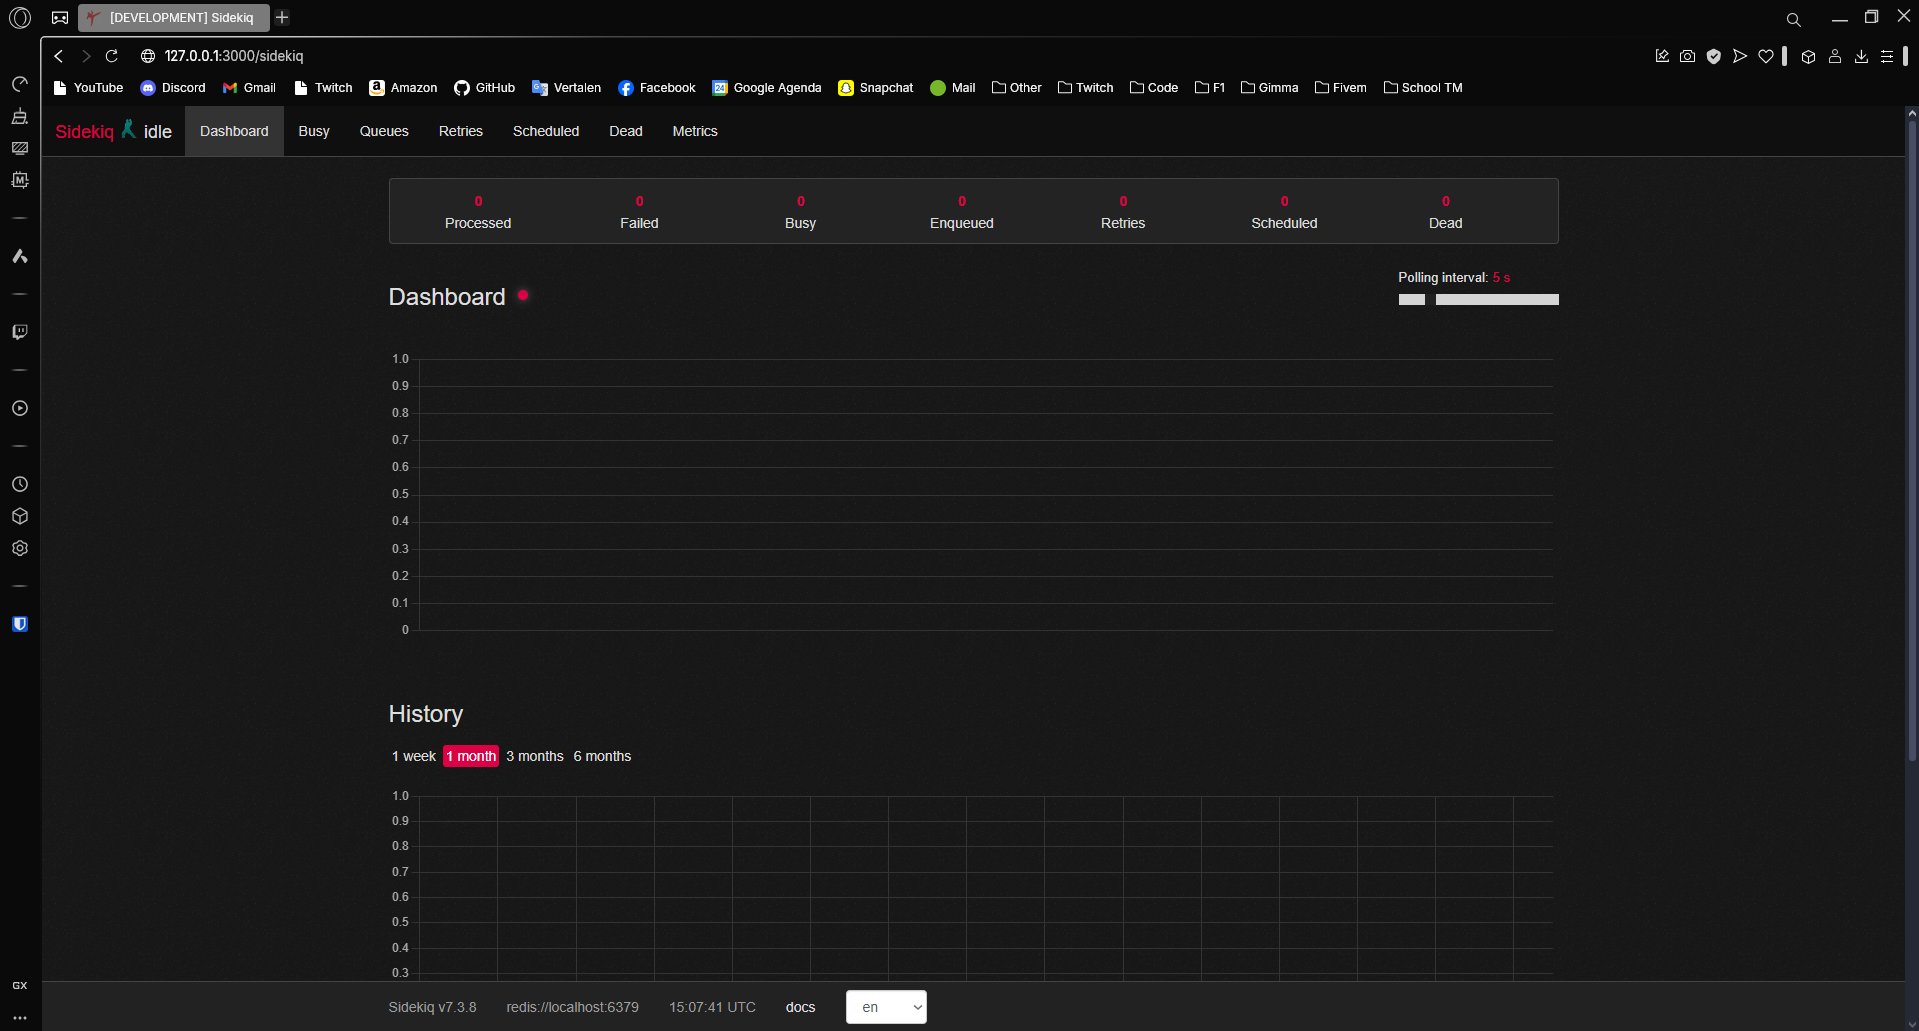 [DEVELOPMENT] Sidekiq
127.0.0.1:3000/sidekiq
YouTube Discord Gmail Twitch Amazon GitHub Vertalen Facebook 24 Google Agenda Snapchat Mail Other Twitch Code F1 Gimma Fivem School TM
Sidekiq idle Dashboard Busy Queues Retries Scheduled Dead Metrics
0 0 0 0 0 0 0
Processed Failed Busy Enqueued Retries Scheduled Dead
Polling interval: 5 s
Dashboard
1.0
0.9
0.8
0.7
0.6
0.5
0.4
0.3
0.2
0.1
0
History
1 week 1 month 3 months 6 months
1.0
0.9
0.8
0.7
0.6
0.5
0.4
0.3
GX
Sidekiq v7.3.8 redis://localhost:6379 15:07:41 UTC docs en